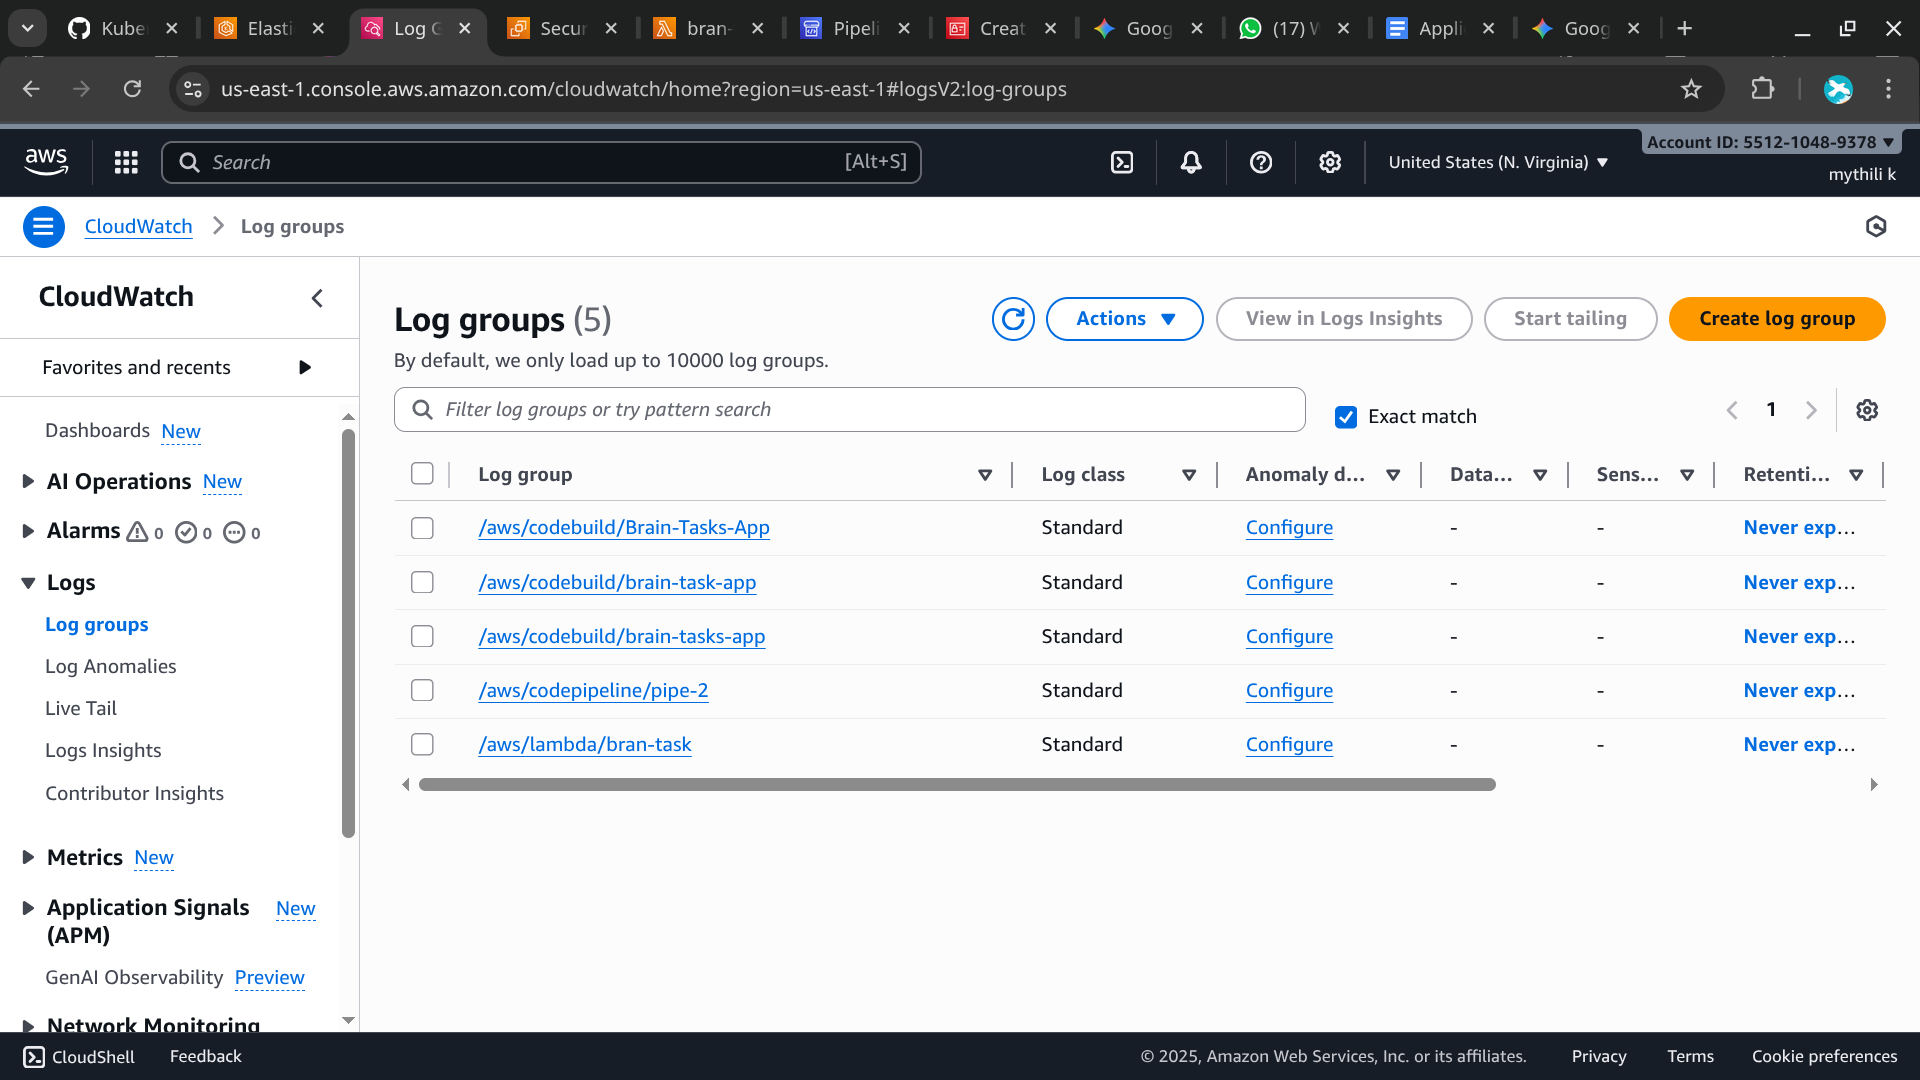 Kube
Elasti
Log G
Secur
bran-
Pipeli
Creat
Goog
(17) W
Appli
Goog
us-east-1.console.aws.amazon.com/cloudwatch/home?region=us-east-1#logsV2:log-groups
aws
Search
[Alt+S]
United States (N. Virginia)
Account ID: 5512-1048-9378
mythili k
CloudWatch
Log groups
CloudWatch
Favorites and recents
Dashboards New
AI Operations New
Alarms 0 0 0
Logs
Log groups
Log Anomalies
Live Tail
Logs Insights
Contributor Insights
Metrics New
Application Signals New
(APM)
GenAI Observability Preview
Network Monitoring
Log groups (5)
By default, we only load up to 10000 log groups.
Actions
View in Logs Insights
Start tailing
Create log group
Filter log groups or try pattern search
Exact match
1
Log group Log class Anomaly d... Data... Sens... Retenti...
/aws/codebuild/Brain-Tasks-App Standard Configure - - Never exp...
/aws/codebuild/brain-task-app Standard Configure - - Never exp...
/aws/codebuild/brain-tasks-app Standard Configure - - Never exp...
/aws/codepipeline/pipe-2 Standard Configure - - Never exp...
/aws/lambda/bran-task Standard Configure - - Never exp...
CloudShell
Feedback
© 2025, Amazon Web Services, Inc. or its affiliates.
Privacy
Terms
Cookie preferences